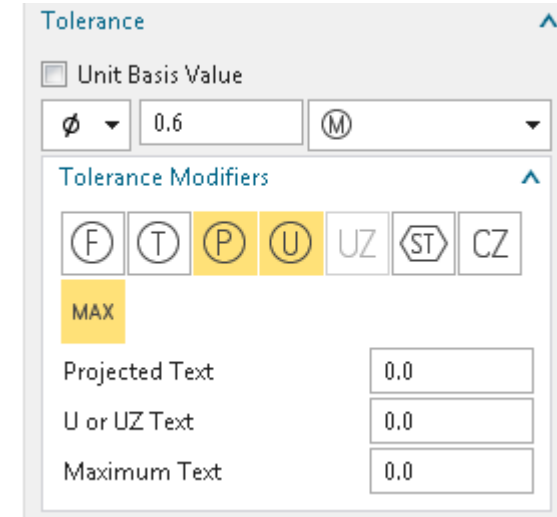 Tolerance
Unit Basis Value
⌀ 0.6 Ⓜ
Tolerance Modifiers
Ⓕ Ⓣ Ⓟ Ⓤ UZ ST CZ
MAX
Projected Text 0.0
U or UZ Text 0.0
Maximum Text 0.0